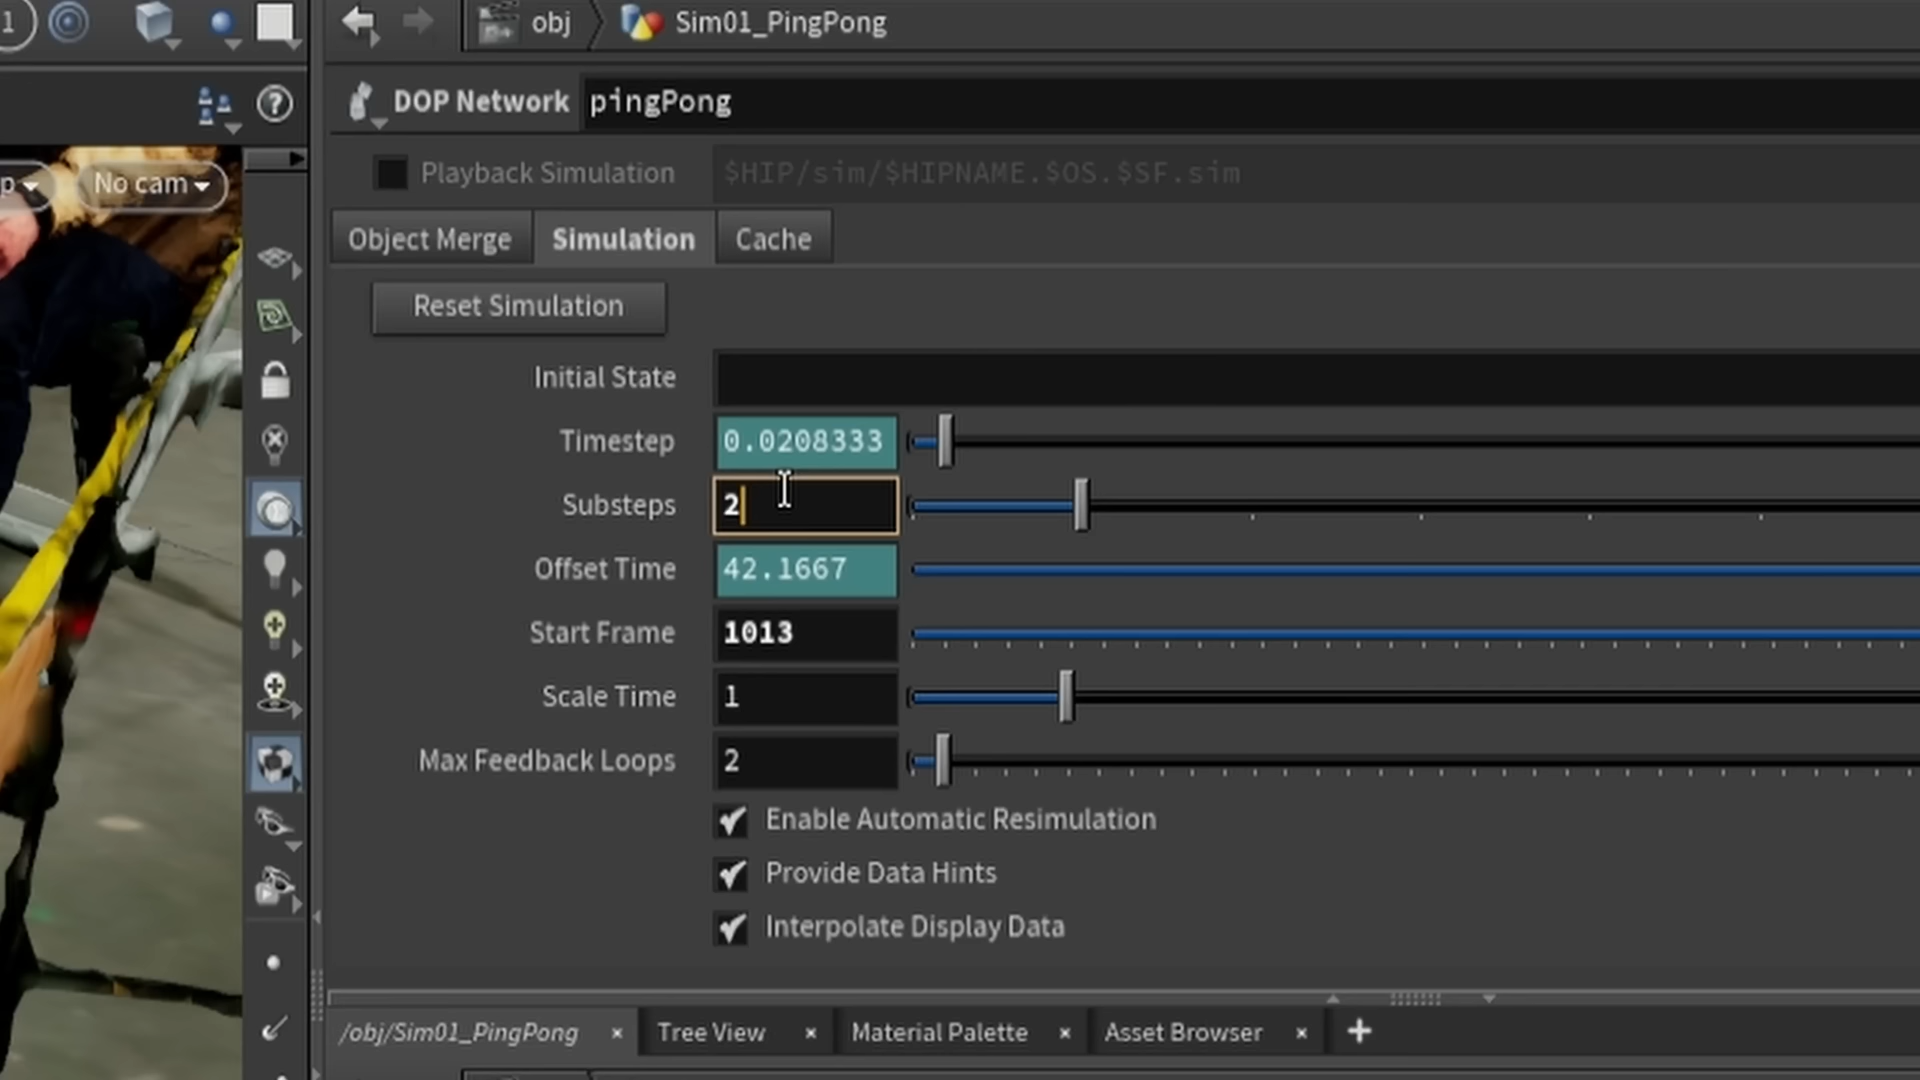 1
obj
Sim01_PingPong
DOP Network
pingPong
p
No cam
Playback Simulation
$HIP/sim/$HIPNAME.$OS.$SF.sim
Object Merge
Simulation
Cache
Reset Simulation
Initial State
Timestep
0.0208333
Substeps
2
Offset Time
42.1667
Start Frame
1013
Scale Time
1
Max Feedback Loops
2
Enable Automatic Resimulation
Provide Data Hints
Interpolate Display Data
/obj/Sim01_PingPong
Tree View
Material Palette
Asset Browser